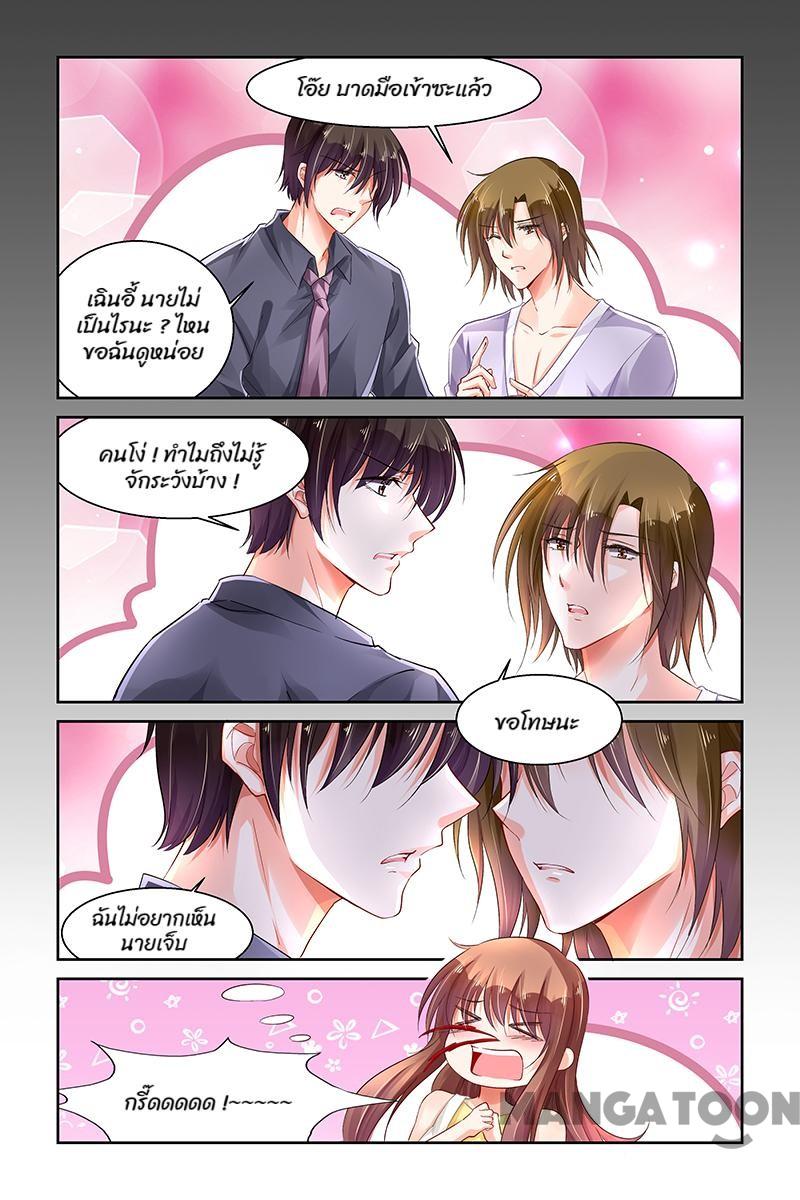 โอ๊ย บาดมือเข้าซะแล้ว
เฉินอี้ นายไม่
เป็นไรนะ ? ไหน
ขอฉันดูหน่อย
คนโง่ ! ทำไมถึงไม่รู้
จักระวังบ้าง !
ขอโทษนะ
ฉันไม่อยากเห็น
นายเจ็บ
กรี๊ดดดดด !~~~~~
MANGATOON